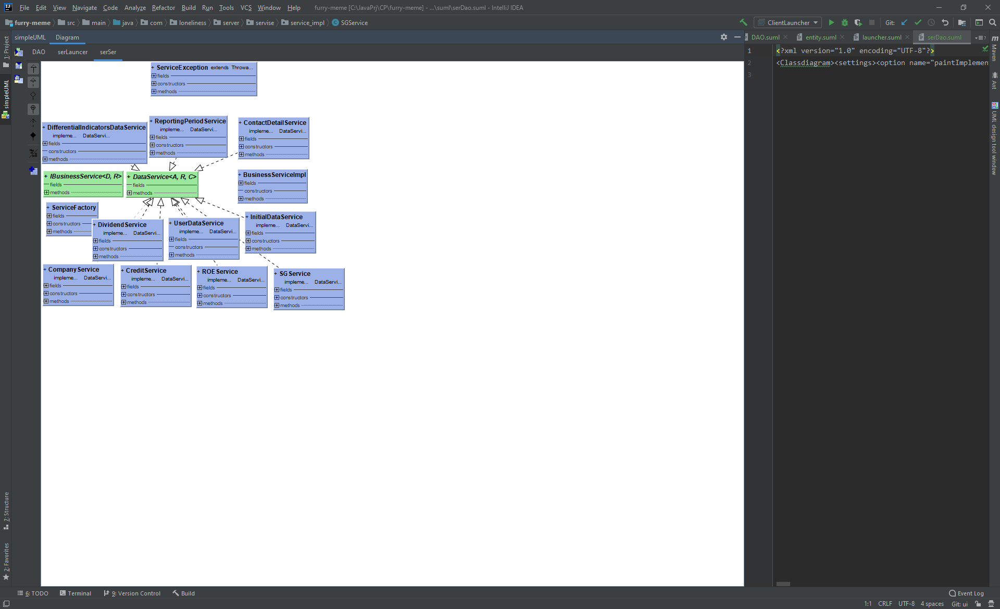 File Edit View Navigate Code Analyze Refactor Build Run Tools VCS Window Help furry-meme [C:\JavaPrj\CP\furry-meme] - ...\suml\serDao.suml - IntelliJ IDEA
furry-meme src main java com loneliness server servise service_impl SGService ClientLauncher Git:
simpleUML Diagram DAO.suml entity.suml launcher.suml serDao.suml
DAO serLauncer serSer
1 <?xml version="1.0" encoding="UTF-8"?>
2 <Classdiagram><settings><option name="paintImplemen
3
1: Project
simpleUML
7: Structure
2: Favorites
Maven
Ant
UML design tool window
+ ServiceException extends Throwa...
fields
constructors
methods
+ DifferentialIndicatorsDataService
impleme... DataServi...
fields
constructors
methods
+ ReportingPeriodService
impleme... DataServi...
fields
constructors
methods
+ ContactDetailService
impleme... DataServi...
fields
constructors
methods
+ IBusinessService<D, R>
fields
methods
+ DataService<A, R, C>
fields
methods
+ BusinessServiceImpl
fields
constructors
methods
+ ServiceFactory
fields
constructors
methods
+ DividendService
impleme... DataServi...
fields
constructors
methods
+ UserDataService
impleme... DataServi...
fields
constructors
methods
+ InitialDataService
impleme... DataServi...
fields
constructors
methods
+ CompanyService
impleme... DataServi...
fields
constructors
methods
+ CreditService
impleme... DataServi...
fields
constructors
methods
+ ROEService
impleme... DataServi...
fields
constructors
methods
+ SGService
impleme... DataServi...
fields
constructors
methods
6: TODO Terminal 9: Version Control Build Event Log
1:1 CRLF UTF-8 4 spaces Git: ui